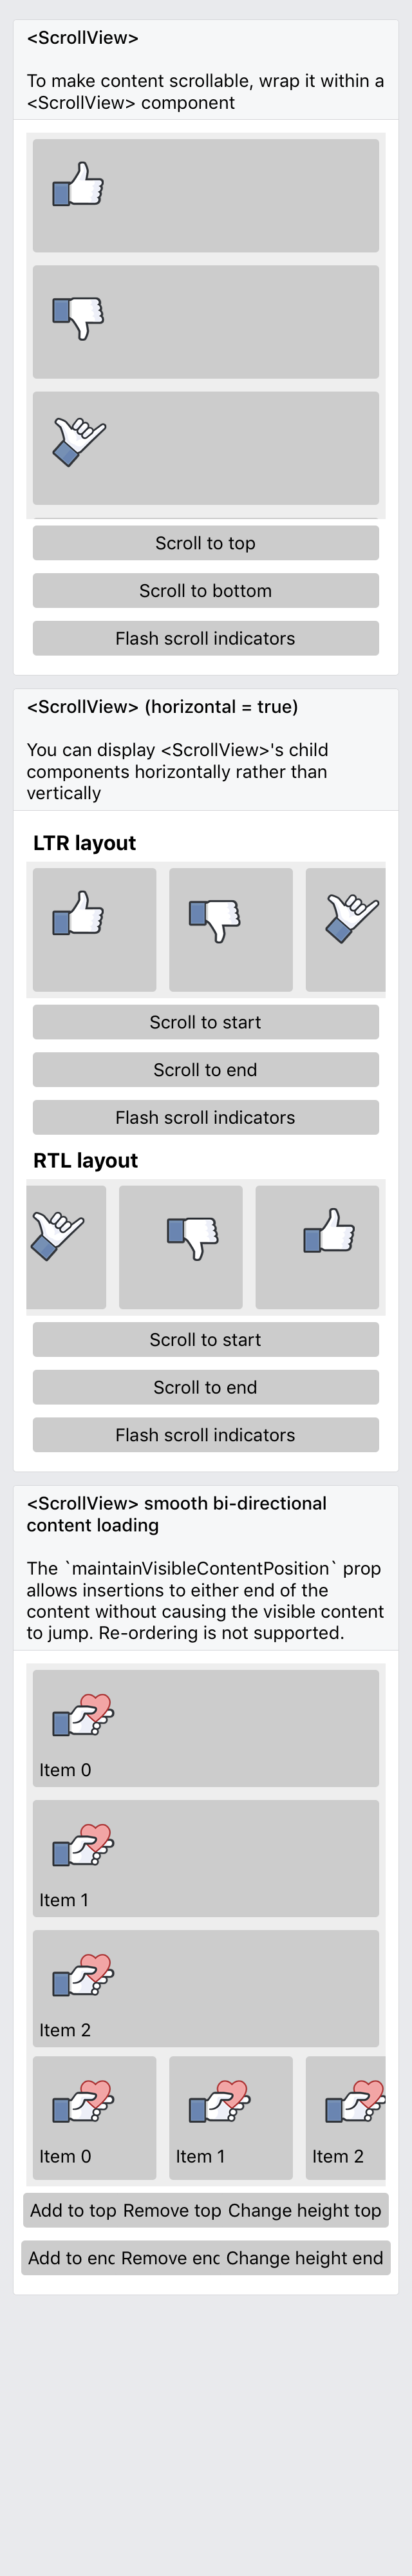 <ScrollView>
To make content scrollable, wrap it within a
<ScrollView> component
Scroll to top
Scroll to bottom
Flash scroll indicators
<ScrollView> (horizontal = true)
You can display <ScrollView>'s child
components horizontally rather than
vertically
LTR layout
Scroll to start
Scroll to end
Flash scroll indicators
RTL layout
Scroll to start
Scroll to end
Flash scroll indicators
<ScrollView> smooth bi-directional
content loading
The `maintainVisibleContentPosition` prop
allows insertions to either end of the
content without causing the visible content
to jump. Re-ordering is not supported.
Item 0
Item 1
Item 2
Item 0 Item 1 Item 2
Add to top Remove top Change height top
Add to enc Remove enc Change height end